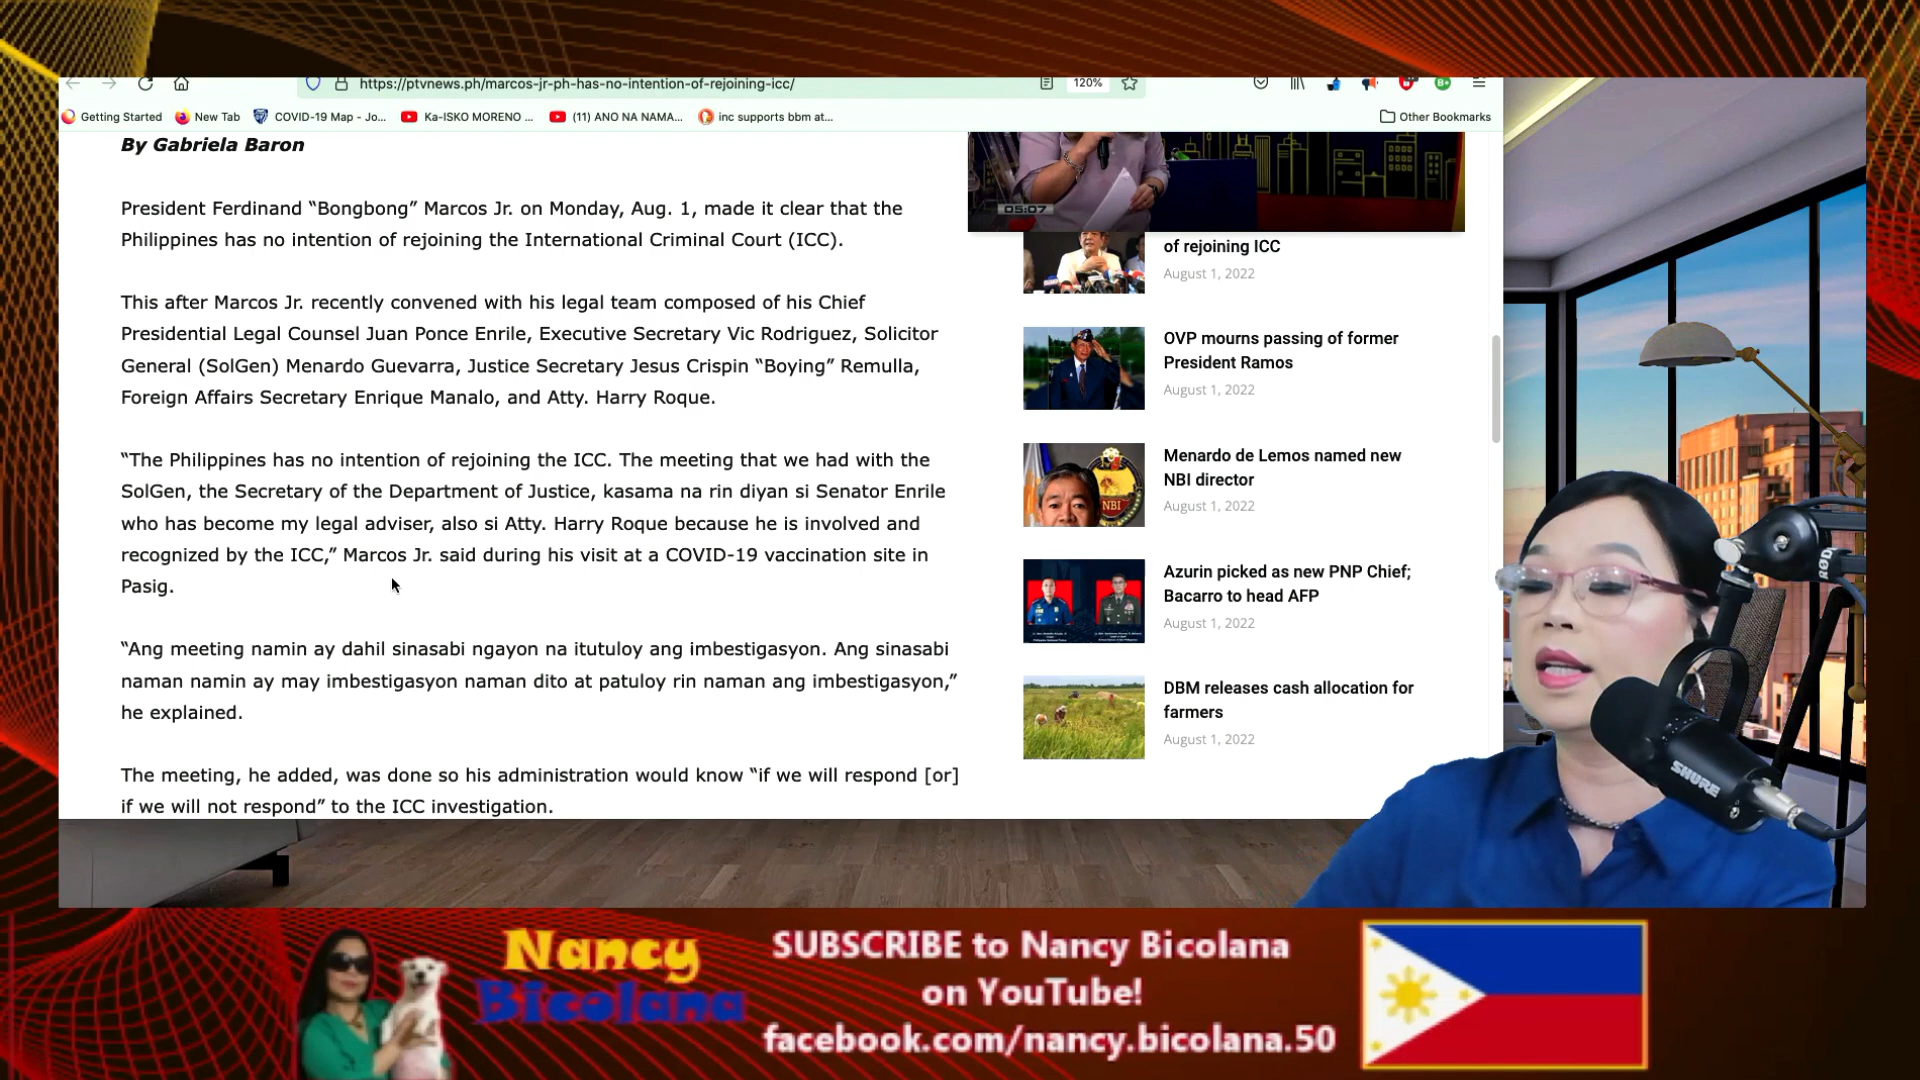 https://ptvnews.ph/marcos-jr-ph-has-no-intention-of-rejoining-icc/
120%
Getting Started
New Tab
COVID-19 Map - Jo...
Ka-ISKO MORENO ...
(11) ANO NA NAMA...
inc supports bbm at...
Other Bookmarks
By Gabriela Baron
President Ferdinand “Bongbong” Marcos Jr. on Monday, Aug. 1, made it clear that the
Philippines has no intention of rejoining the International Criminal Court (ICC).
This after Marcos Jr. recently convened with his legal team composed of his Chief
Presidential Legal Counsel Juan Ponce Enrile, Executive Secretary Vic Rodriguez, Solicitor
General (SolGen) Menardo Guevarra, Justice Secretary Jesus Crispin “Boying” Remulla,
Foreign Affairs Secretary Enrique Manalo, and Atty. Harry Roque.
“The Philippines has no intention of rejoining the ICC. The meeting that we had with the
SolGen, the Secretary of the Department of Justice, kasama na rin diyan si Senator Enrile
who has become my legal adviser, also si Atty. Harry Roque because he is involved and
recognized by the ICC,” Marcos Jr. said during his visit at a COVID-19 vaccination site in
Pasig.
“Ang meeting namin ay dahil sinasabi ngayon na itutuloy ang imbestigasyon. Ang sinasabi
naman namin ay may imbestigasyon naman dito at patuloy rin naman ang imbestigasyon,”
he explained.
The meeting, he added, was done so his administration would know “if we will respond [or]
if we will not respond” to the ICC investigation.
05:07
of rejoining ICC
August 1, 2022
OVP mourns passing of former
President Ramos
August 1, 2022
Menardo de Lemos named new
NBI director
August 1, 2022
NBI
Azurin picked as new PNP Chief;
Bacarro to head AFP
August 1, 2022
DBM releases cash allocation for
farmers
August 1, 2022
RODE
SHURE
Nancy
Bicolana
SUBSCRIBE to Nancy Bicolana
on YouTube!
facebook.com/nancy.bicolana.50